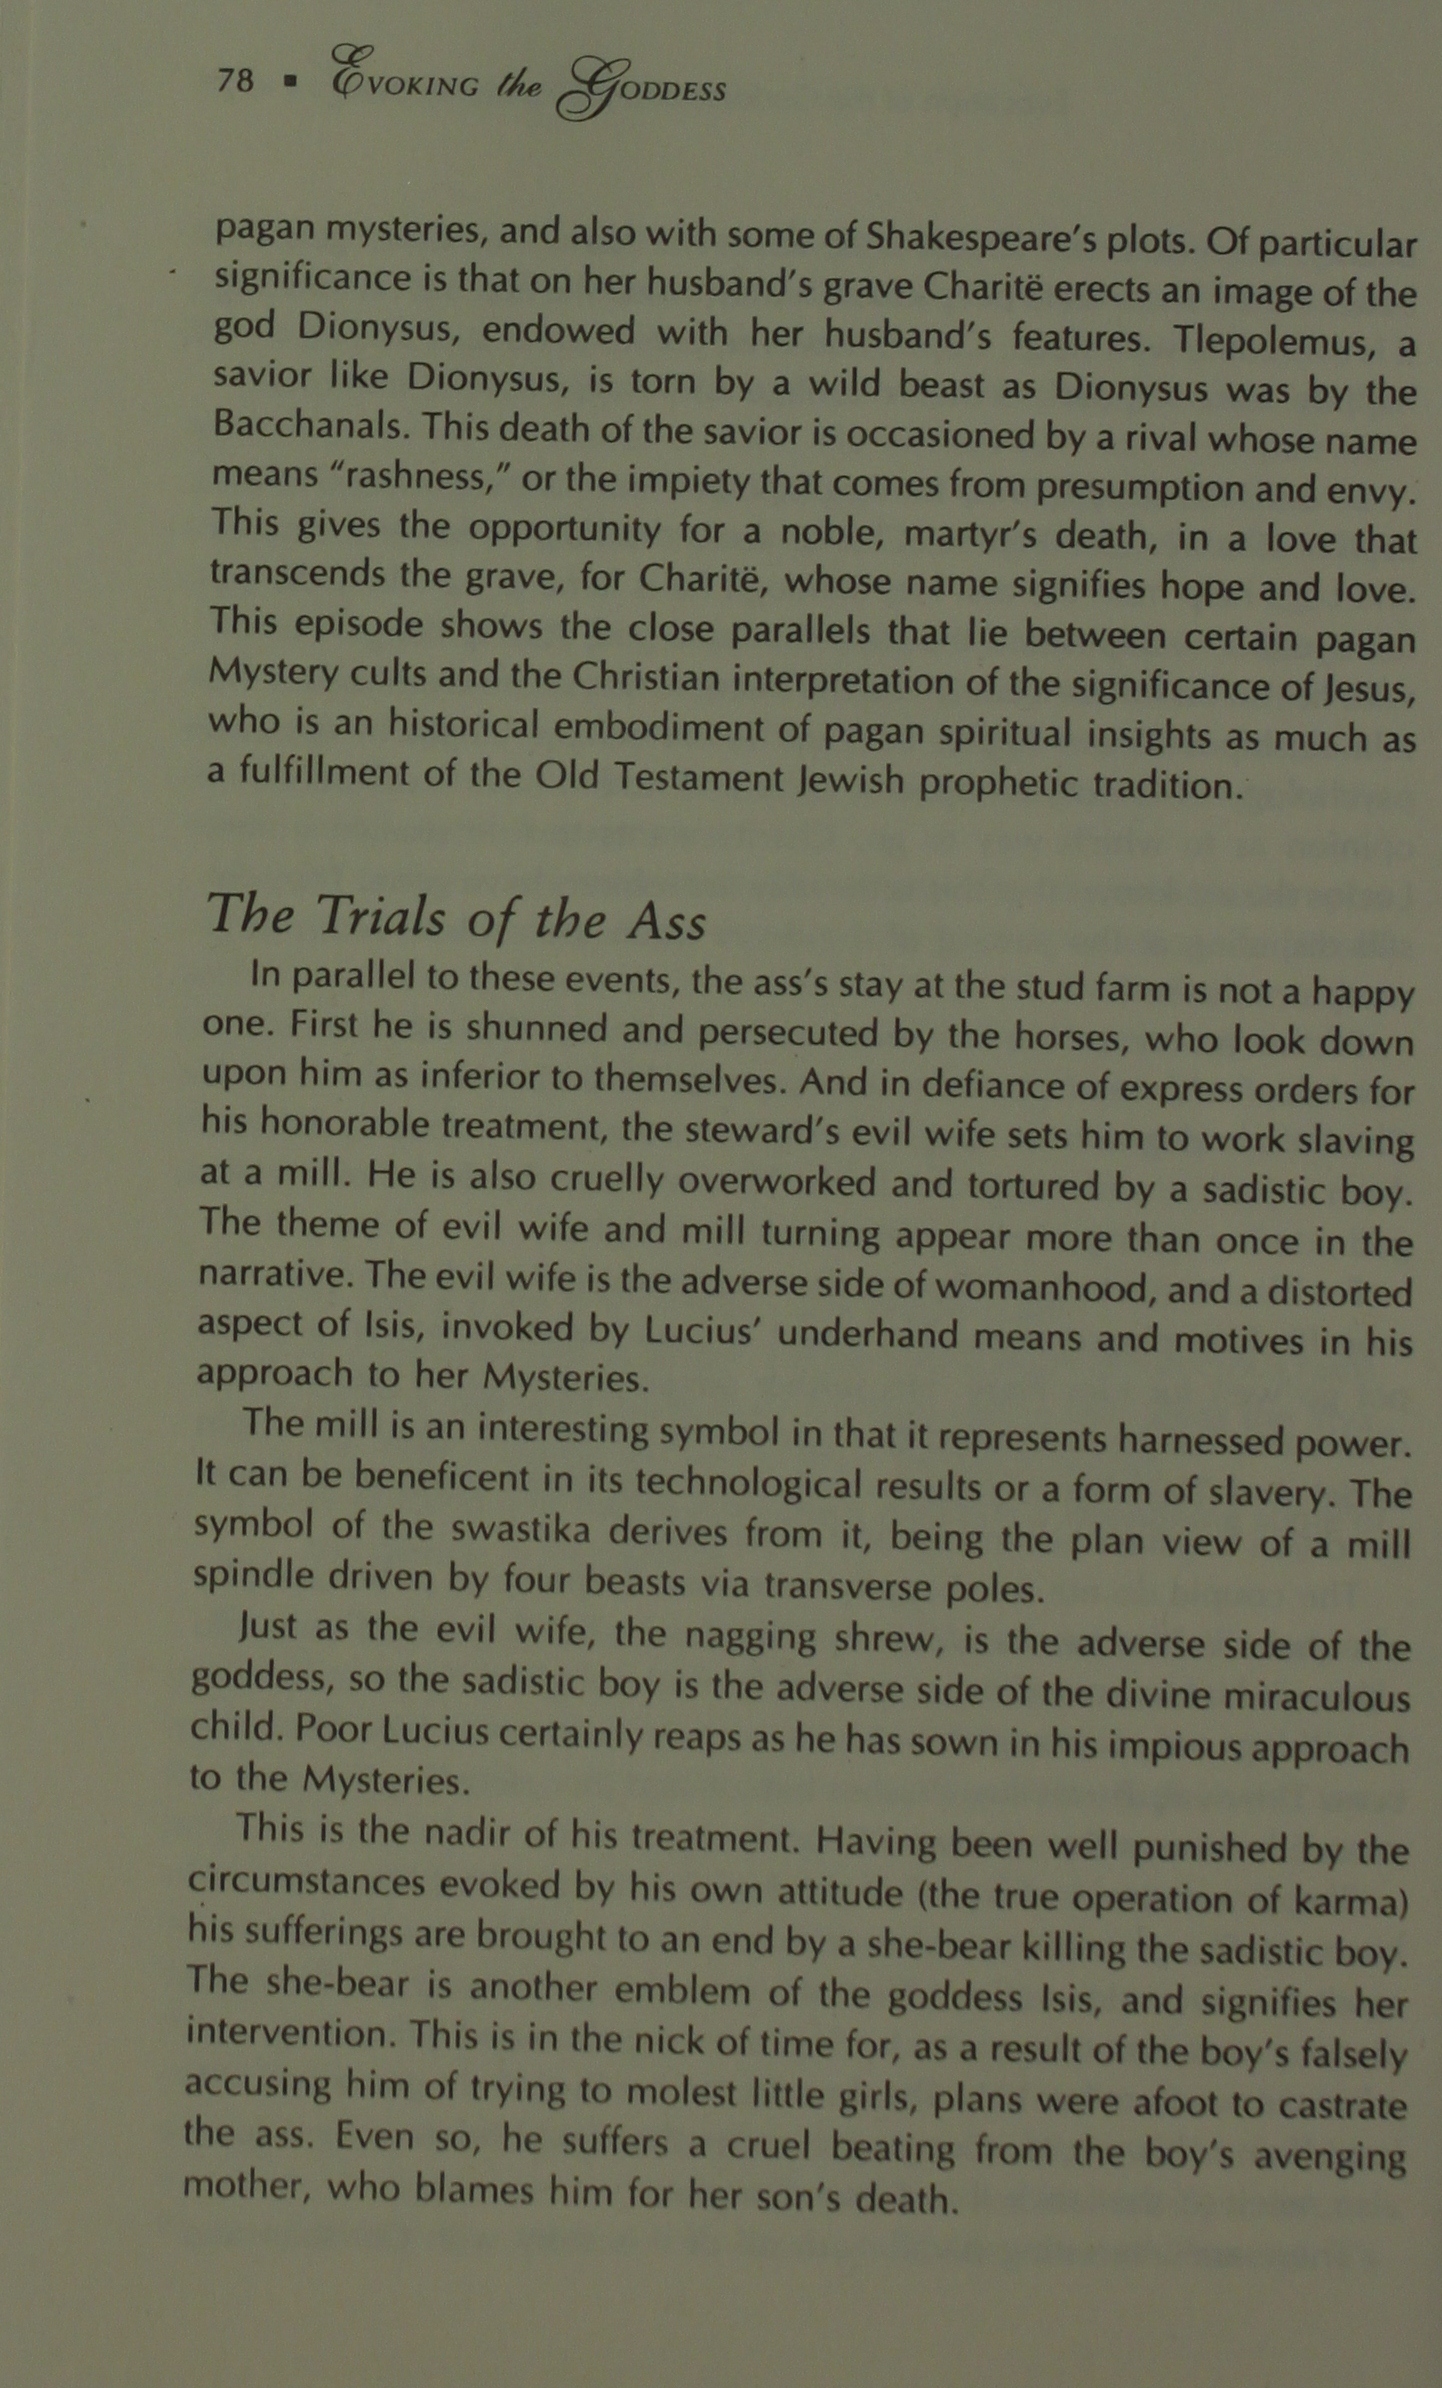 78 ▪ Evoking the Goddess
pagan mysteries, and also with some of Shakespeare's plots. Of particular
significance is that on her husband's grave Charitë erects an image of the
god Dionysus, endowed with her husband's features. Tlepolemus, a
savior like Dionysus, is torn by a wild beast as Dionysus was by the
Bacchanals. This death of the savior is occasioned by a rival whose name
means “rashness,” or the impiety that comes from presumption and envy.
This gives the opportunity for a noble, martyr's death, in a love that
transcends the grave, for Charitë, whose name signifies hope and love.
This episode shows the close parallels that lie between certain pagan
Mystery cults and the Christian interpretation of the significance of Jesus,
who is an historical embodiment of pagan spiritual insights as much as
a fulfillment of the Old Testament Jewish prophetic tradition.
The Trials of the Ass
In parallel to these events, the ass's stay at the stud farm is not a happy
one. First he is shunned and persecuted by the horses, who look down
upon him as inferior to themselves. And in defiance of express orders for
his honorable treatment, the steward's evil wife sets him to work slaving
at a mill. He is also cruelly overworked and tortured by a sadistic boy.
The theme of evil wife and mill turning appear more than once in the
narrative. The evil wife is the adverse side of womanhood, and a distorted
aspect of Isis, invoked by Lucius' underhand means and motives in his
approach to her Mysteries.
The mill is an interesting symbol in that it represents harnessed power.
It can be beneficent in its technological results or a form of slavery. The
symbol of the swastika derives from it, being the plan view of a mill
spindle driven by four beasts via transverse poles.
Just as the evil wife, the nagging shrew, is the adverse side of the
goddess, so the sadistic boy is the adverse side of the divine miraculous
child. Poor Lucius certainly reaps as he has sown in his impious approach
to the Mysteries.
This is the nadir of his treatment. Having been well punished by the
circumstances evoked by his own attitude (the true operation of karma)
his sufferings are brought to an end by a she-bear killing the sadistic boy.
The she-bear is another emblem of the goddess Isis, and signifies her
intervention. This is in the nick of time for, as a result of the boy's falsely
accusing him of trying to molest little girls, plans were afoot to castrate
the ass. Even so, he suffers a cruel beating from the boy's avenging
mother, who blames him for her son's death.